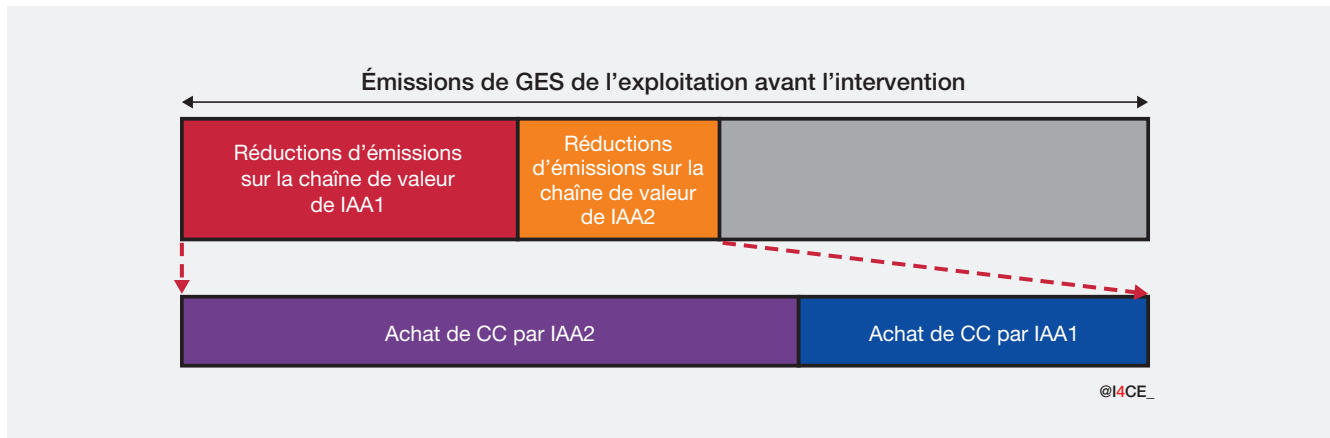 Émissions de GES de l’exploitation avant l’intervention
Réductions d’émissions
sur la chaîne de valeur
de IAA1
Réductions
d’émissions sur la
chaîne de valeur
de IAA2
Achat de CC par IAA2
Achat de CC par IAA1
@I4CE_